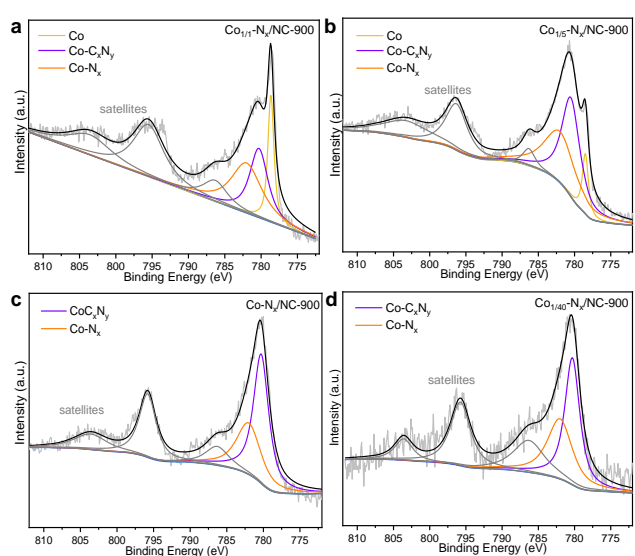 a
Co1/1-Nx/NC-900
Co
Co-CxNy
Co-Nx
satellites
Intensity (a.u.)
810 805 800 795 790 785 780 775
Binding Energy (eV)
b
Co1/5-Nx/NC-900
Co
Co-CxNy
Co-Nx
satellites
Intensity (a.u.)
810 805 800 795 790 785 780 775
Binding Energy (eV)
c
Co-Nx/NC-900
CoCxNy
Co-Nx
satellites
Intensity (a.u.)
810 805 800 795 790 785 780 775
Binding Energy (eV)
d
Co1/40-Nx/NC-900
Co-CxNy
Co-Nx
satellites
Intensity (a.u.)
810 805 800 795 790 785 780 775
Binding Energy (eV)